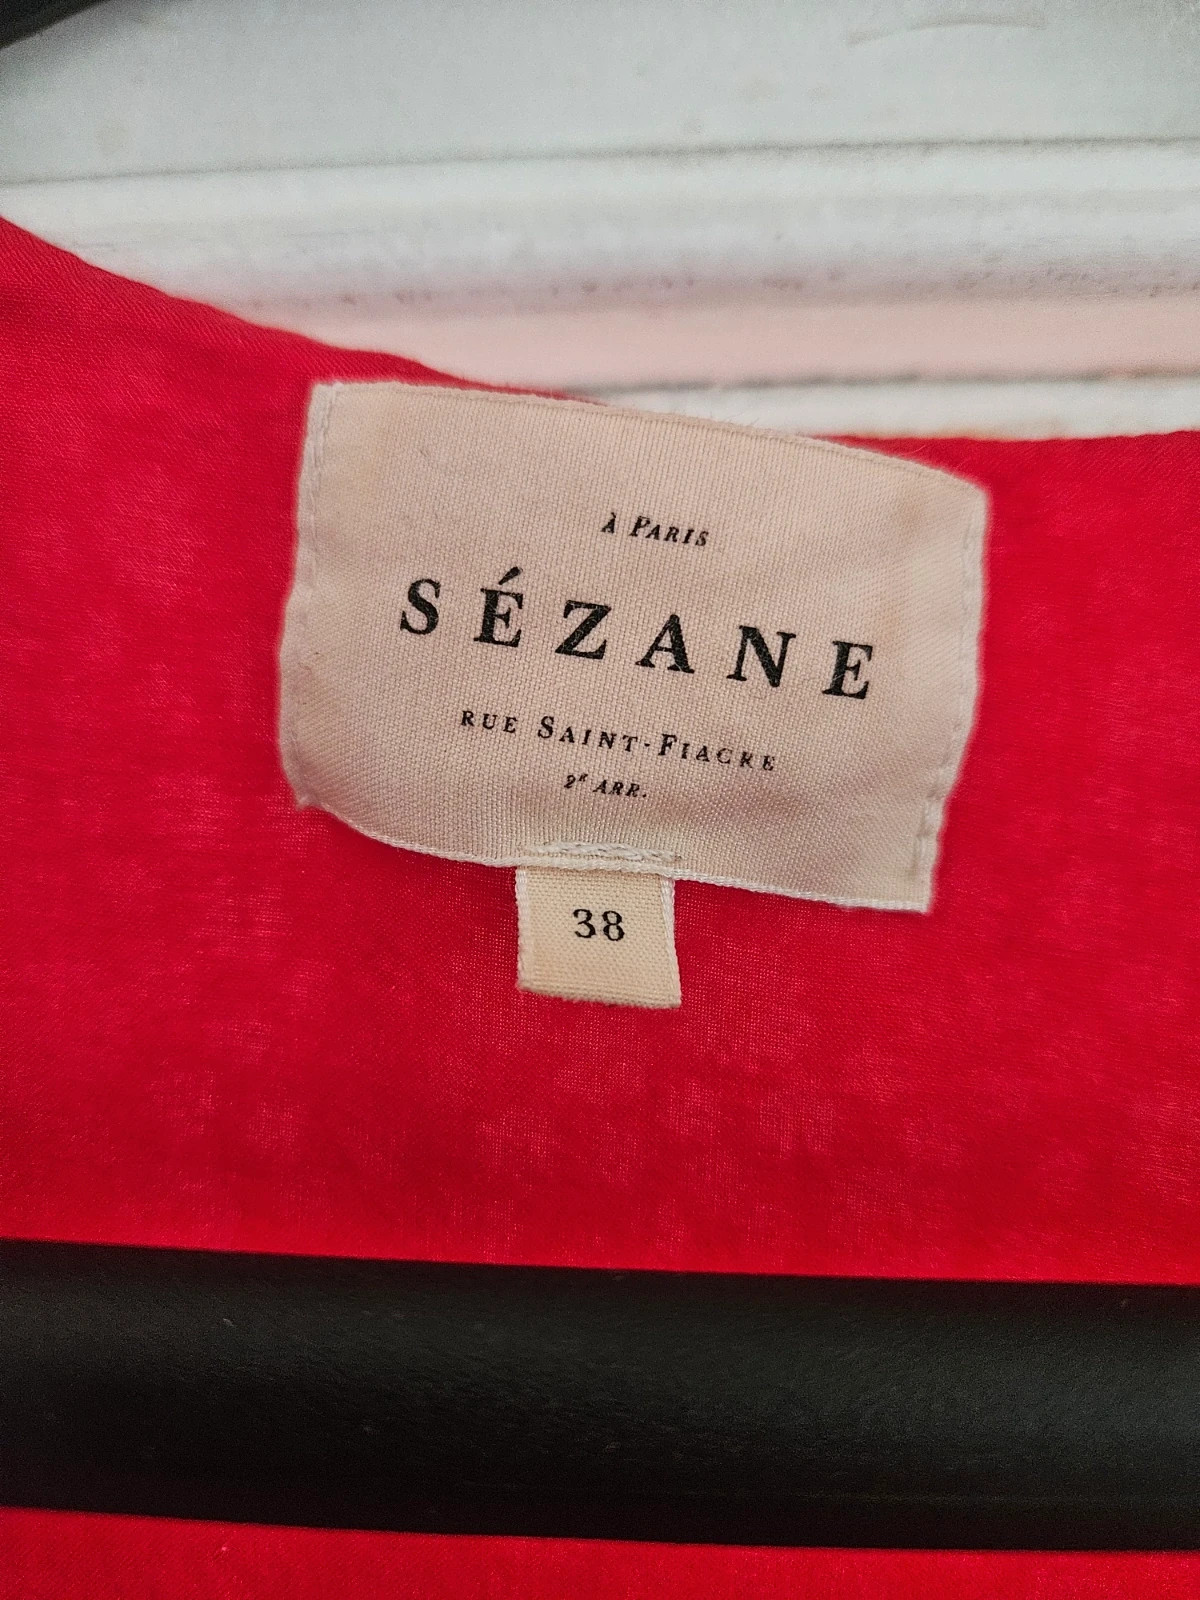 À PARIS
SÉZANE
RUE SAINT-FIACRE
2E ARR.
38